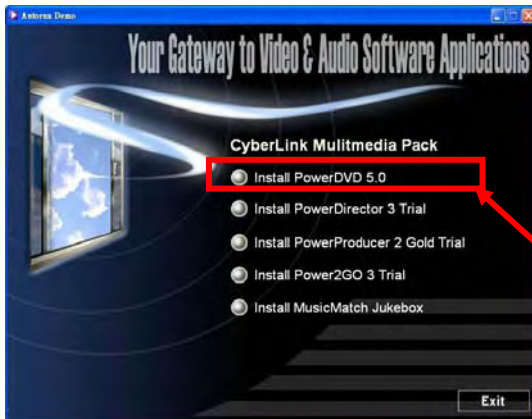 Autorun Demo
Your Gateway to Video & Audio Software Applications
CyberLink Mulitmedia Pack
Install PowerDVD 5.0
Install PowerDirector 3 Trial
Install PowerProducer 2 Gold Trial
Install Power2GO 3 Trial
Install MusicMatch Jukebox
Exit